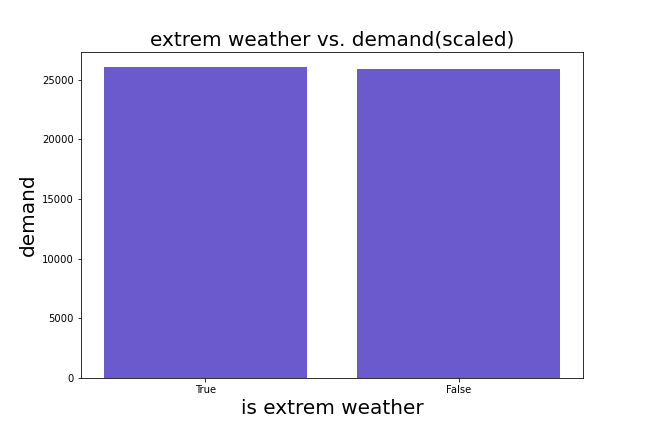 extrem weather vs. demand(scaled)
25000
20000
15000
10000
5000
0
demand
True False
is extrem weather